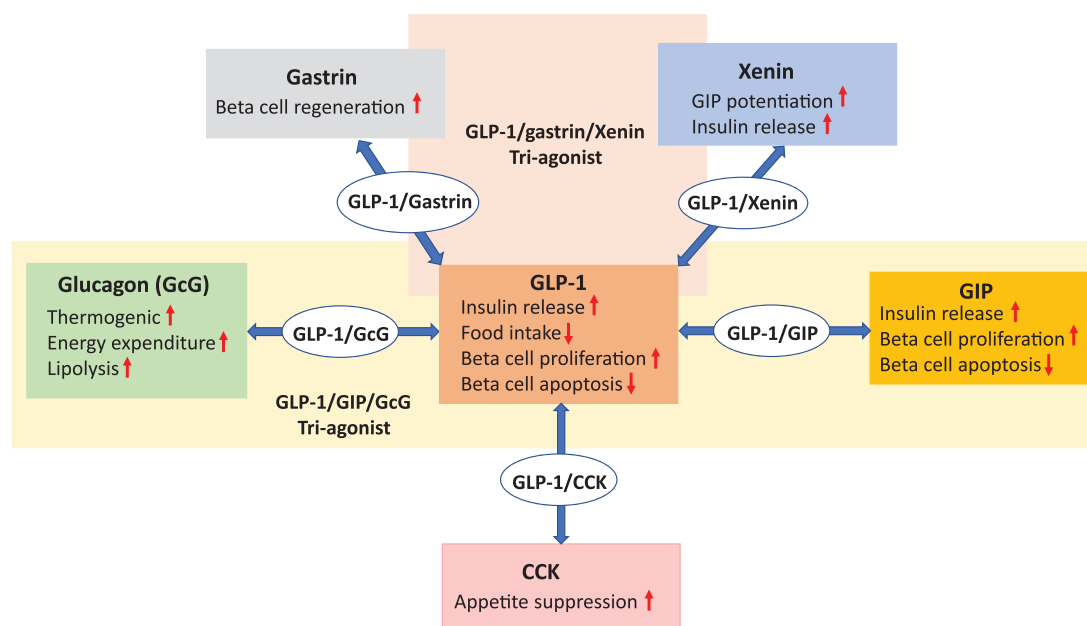 Gastrin
Beta cell regeneration ↑
Xenin
GIP potentiation ↑
Insulin release ↑
GLP-1/gastrin/Xenin
Tri-agonist
GLP-1/Gastrin
GLP-1/Xenin
Glucagon (GcG)
Thermogenic ↑
Energy expenditure ↑
Lipolysis ↑
GLP-1/GcG
GLP-1
Insulin release ↑
Food intake ↓
Beta cell proliferation ↑
Beta cell apoptosis ↓
GLP-1/GIP
GIP
Insulin release ↑
Beta cell proliferation ↑
Beta cell apoptosis ↓
GLP-1/GIP/GcG
Tri-agonist
GLP-1/CCK
CCK
Appetite suppression ↑